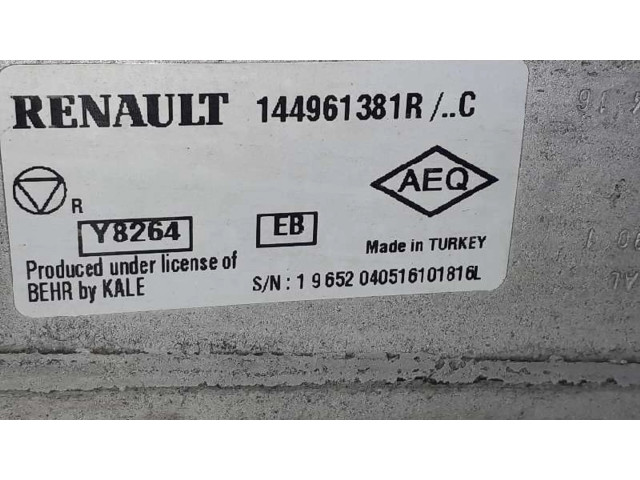 RENAULT 144961381R /..C
AEQ
R
Y8264 EB
Made in TURKEY
Produced under license of
BEHR by KALE
S/N : 1 9 652 040516101816L